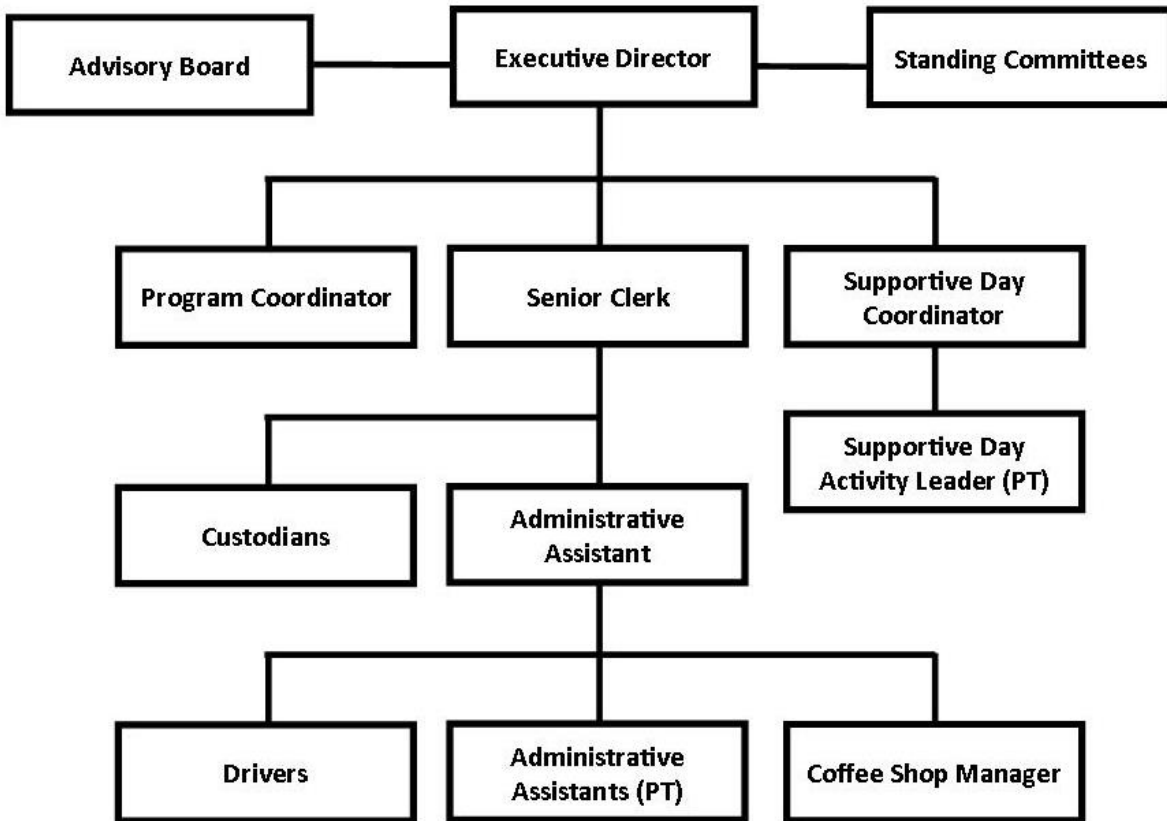 Advisory Board
Executive Director
Standing Committees
Program Coordinator
Senior Clerk
Supportive Day
Coordinator
Supportive Day
Activity Leader (PT)
Custodians
Administrative
Assistant
Drivers
Administrative
Assistants (PT)
Coffee Shop Manager